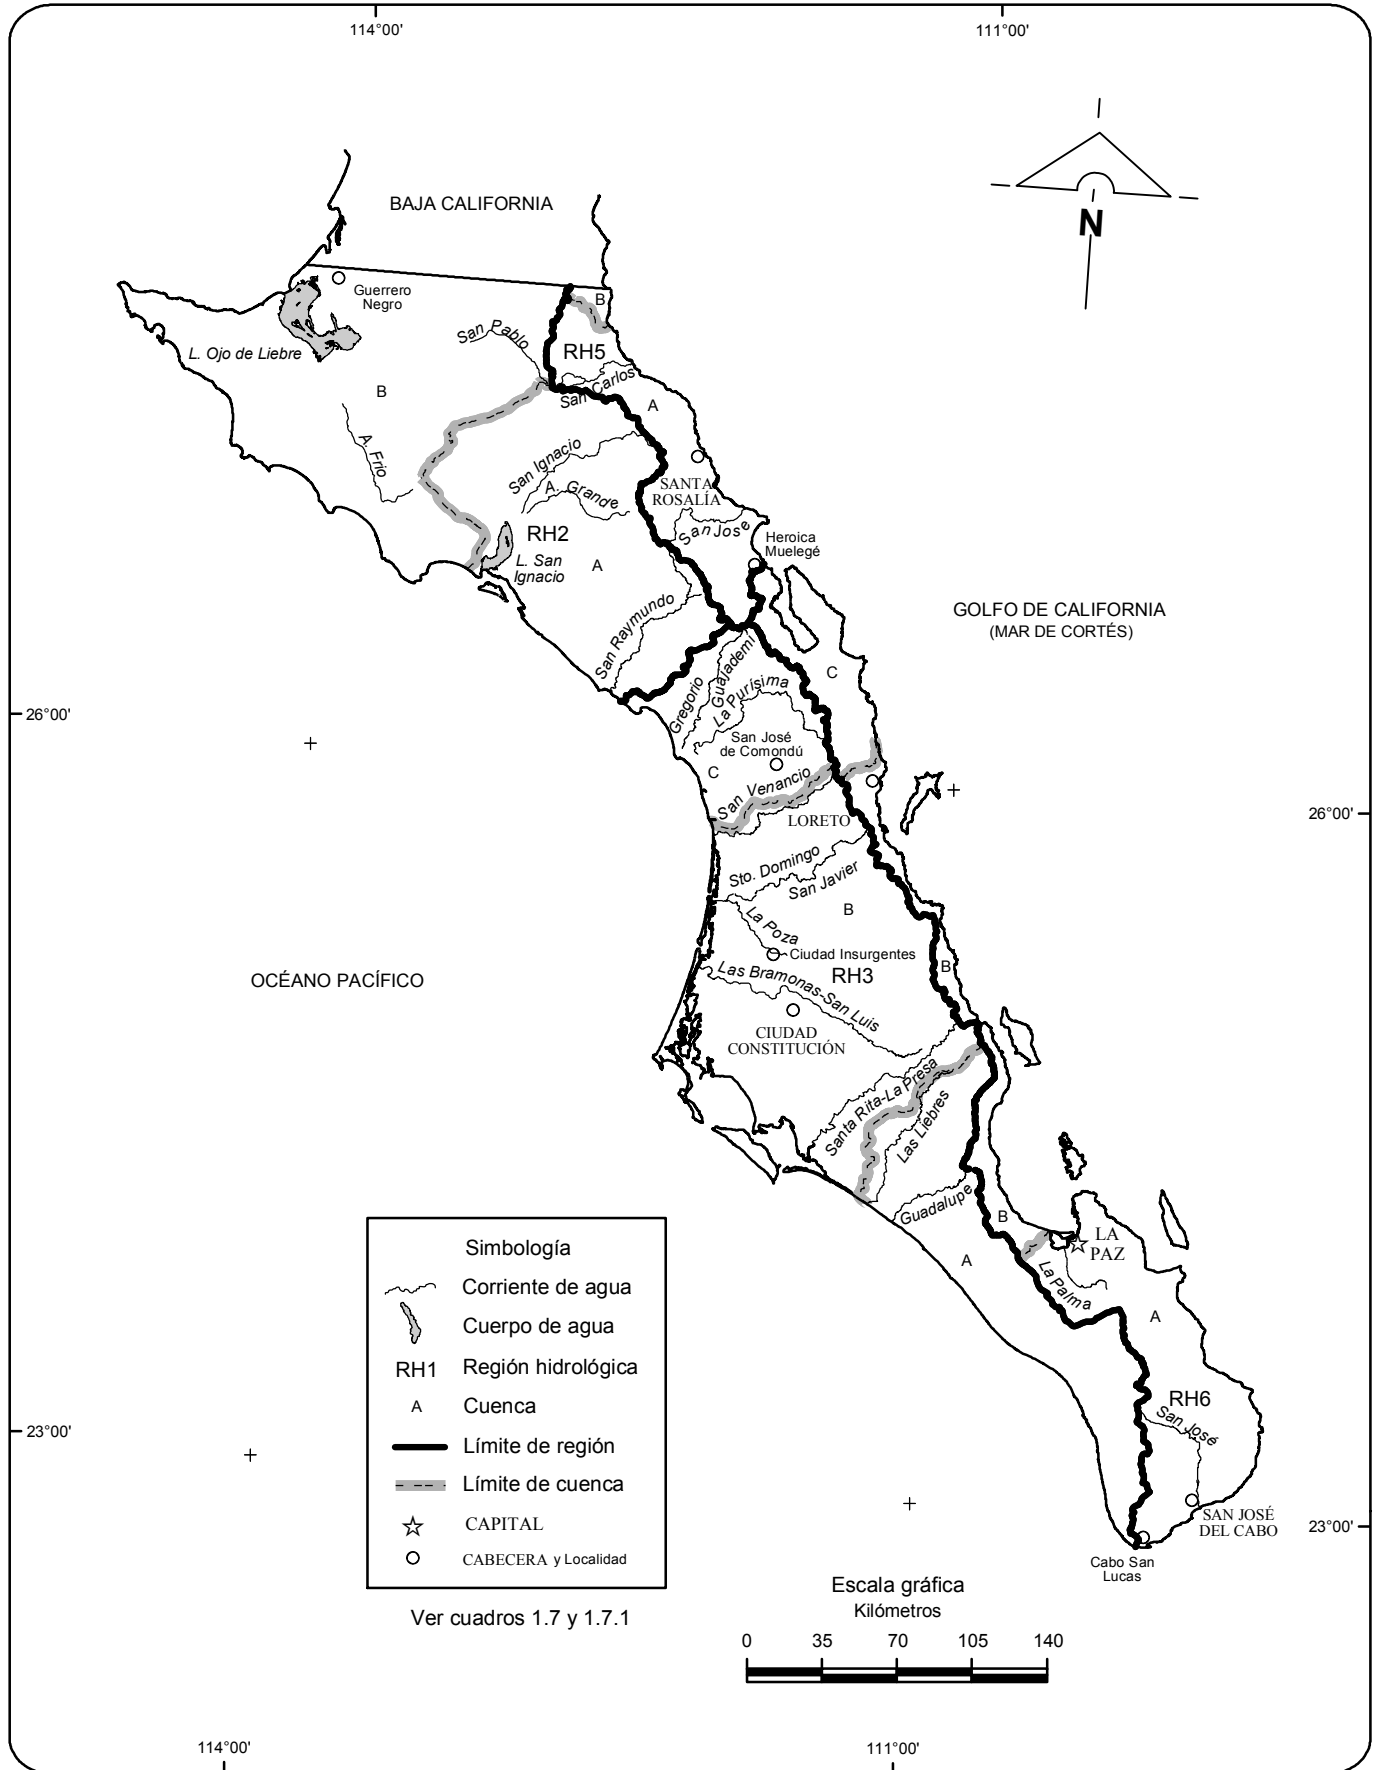 114°00'
111°00'
N
BAJA CALIFORNIA
Guerrero
Negro
B
San Pablo
L. Ojo de Liebre
RH5
B
San Carlos
A
A. Frio
San Ignacio
SANTA
ROSALÍA
A. Grande
RH2
San Jose
Heroica
Muelegé
L. San
Ignacio
A
GOLFO DE CALIFORNIA
(MAR DE CORTÉS)
San Raymundo
Guajademí
C
Gregorio
La Purísima
26°00'
San José
de Comondú
C
San Venancio
LORETO
26°00'
Sto. Domingo
San Javier
B
La Poza
Ciudad Insurgentes
B
OCÉANO PACÍFICO
RH3
Las Bramonas-San Luis
CIUDAD
CONSTITUCIÓN
Santa Rita-La Presa
Las Liebres
Guadalupe
B
LA
PAZ
A
La Palma
A
RH6
San José
SAN JOSÉ
DEL CABO
Cabo San
Lucas
23°00'
23°00'
Simbología
Corriente de agua
Cuerpo de agua
RH1 Región hidrológica
A Cuenca
Límite de región
Límite de cuenca
CAPITAL
CABECERA y Localidad
Ver cuadros 1.7 y 1.7.1
Escala gráfica
Kilómetros
0 35 70 105 140
114°00'
111°00'